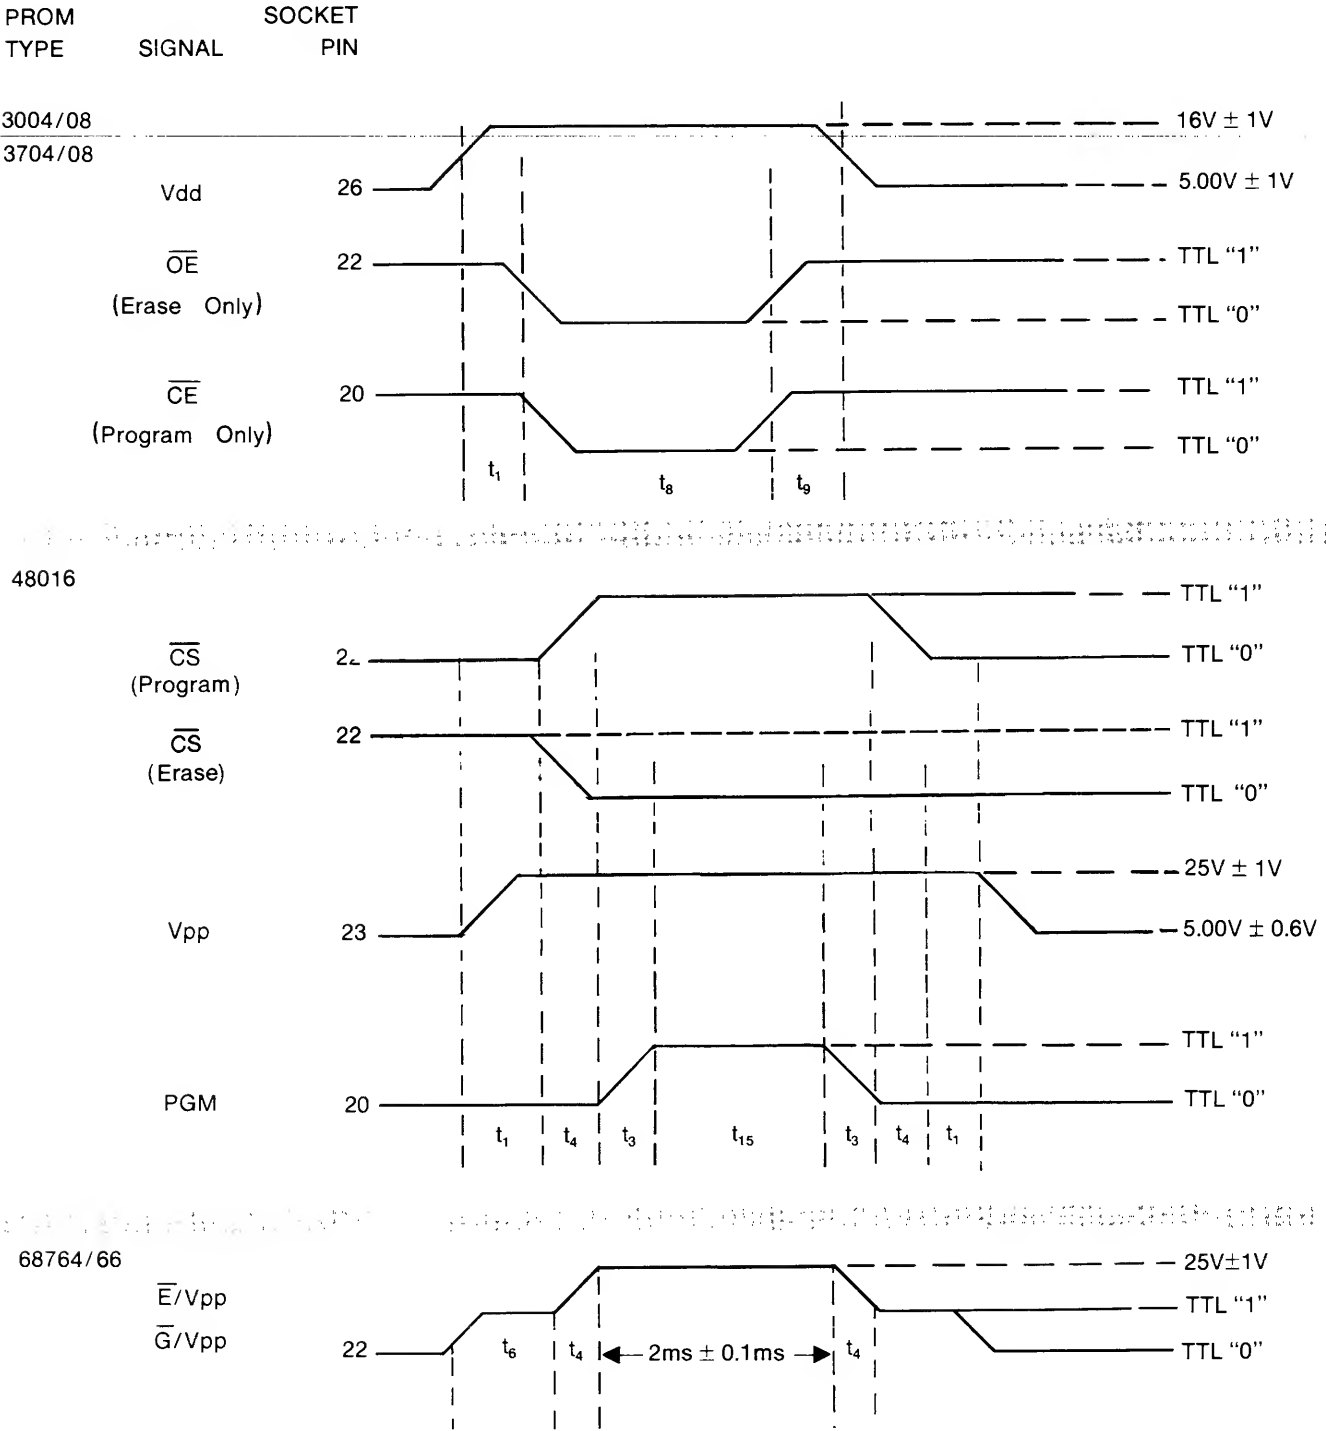 PROM SOCKET
TYPE SIGNAL PIN
3004/08
16V ± 1V
3704/08
Vdd 26 5.00V ± 1V
OE 22 TTL “1”
(Erase Only) TTL “0”
CE 20 TTL “1”
(Program Only) TTL “0”
t1 t8 t9
48016
TTL “1”
CS TTL “0”
(Program)
CS 22 TTL “1”
(Erase)
TTL “0”
25V ± 1V
Vpp 23 5.00V ± 0.6V
TTL “1”
PGM 20 TTL “0”
t1 t4 t3 t15 t3 t4 t1
68764/66
25V±1V
E/Vpp TTL “1”
G/Vpp 22 t6 t4 2ms ± 0.1ms t4 TTL “0”